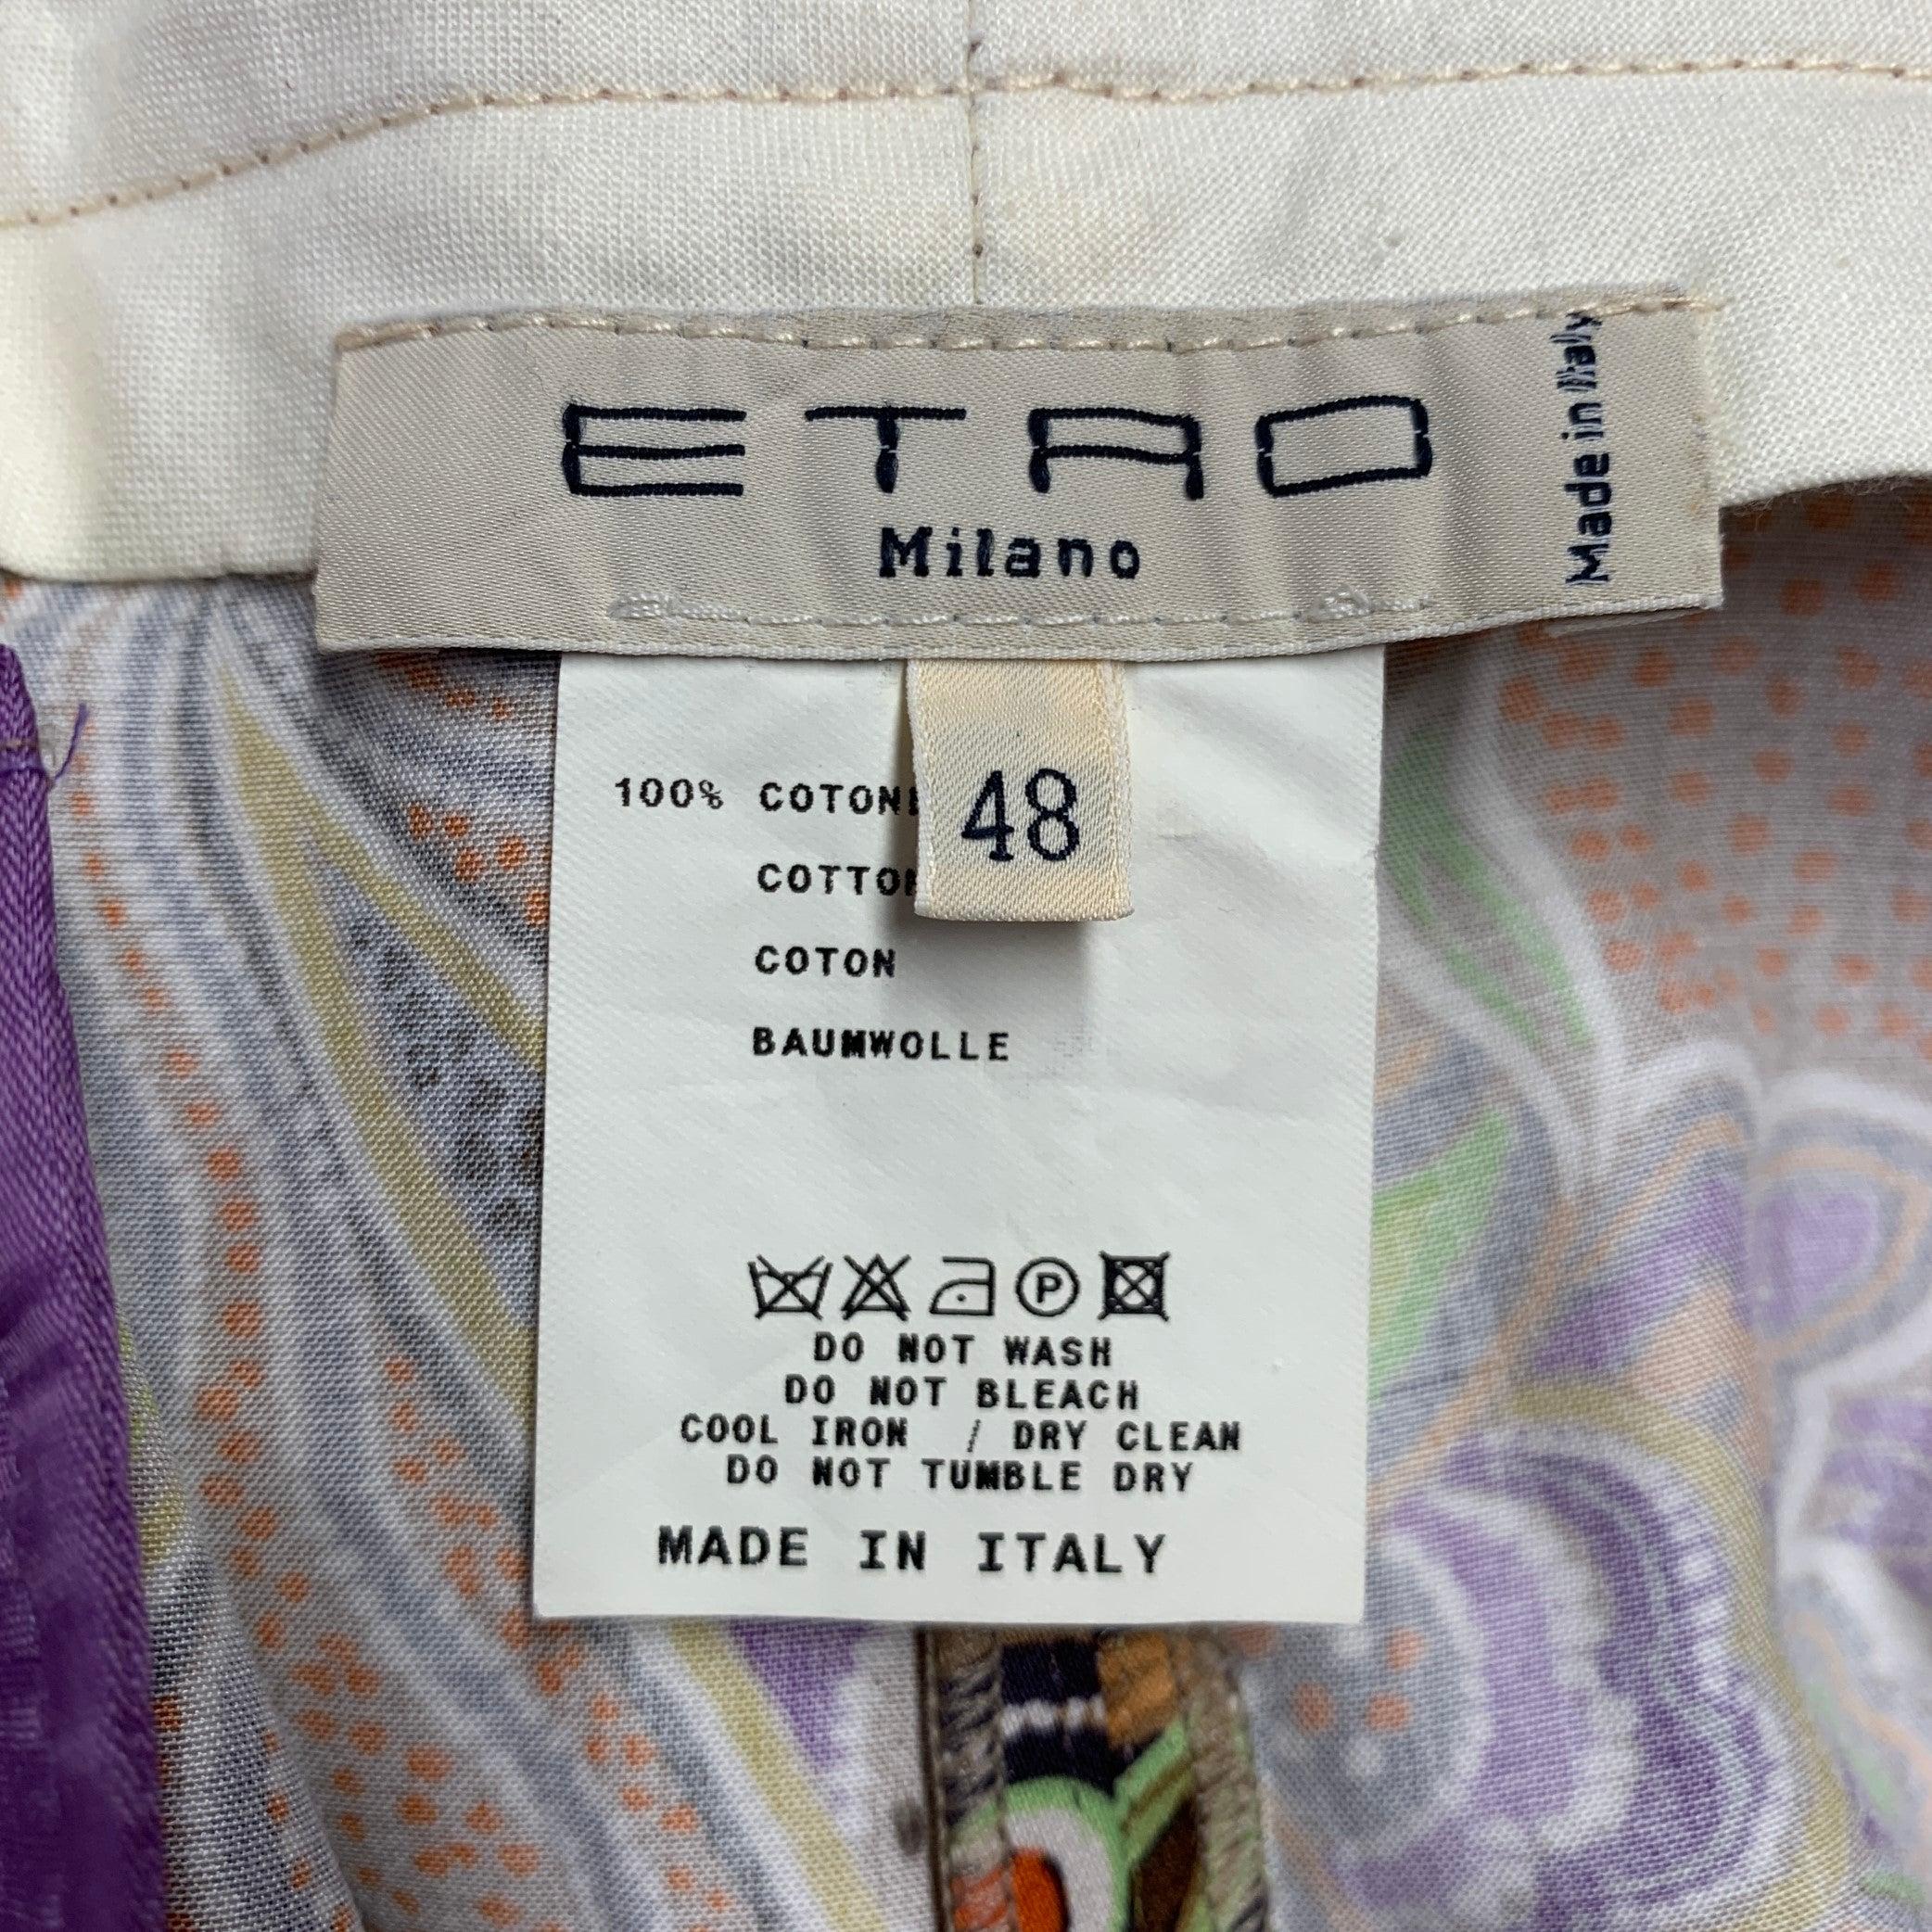 ETRO
Milano
Made in Italy
48
100% COTONE
COTTON
COTON
BAUMWOLLE
P
DO NOT WASH
DO NOT BLEACH
COOL IRON / DRY CLEAN
DO NOT TUMBLE DRY
MADE IN ITALY